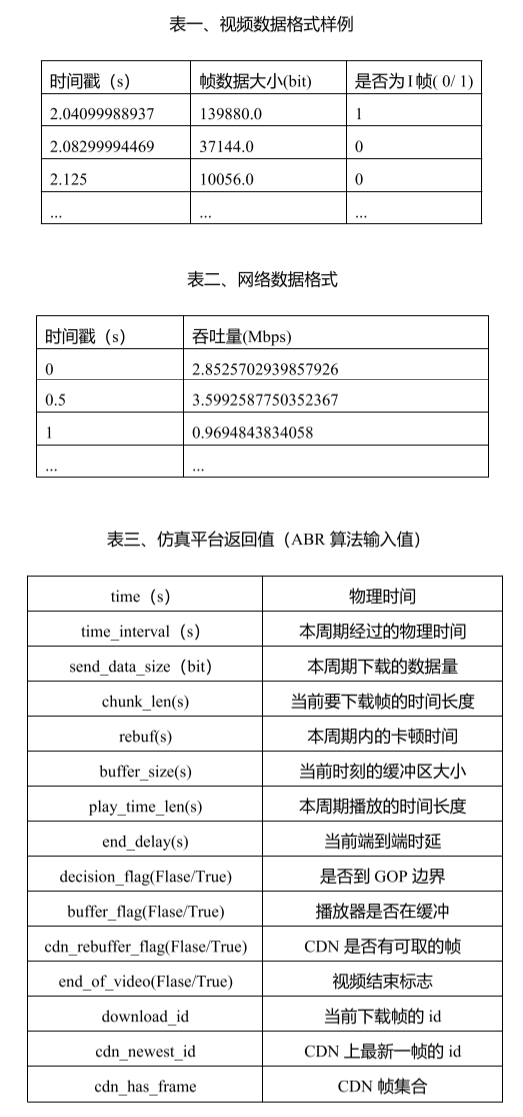 表一、视频数据格式样例
时间戳（s） 帧数据大小(bit) 是否为 I 帧( 0/ 1)
2.04099988937 139880.0 1
2.08299994469 37144.0 0
2.125 10056.0 0
... ... ...
表二、网络数据格式
时间戳（s） 吞吐量(Mbps)
0 2.8525702939857926
0.5 3.5992587750352367
1 0.9694843834058
... ...
表三、仿真平台返回值（ABR 算法输入值）
time（s） 物理时间
time_interval（s） 本周期经过的物理时间
send_data_size（bit） 本周期下载的数据量
chunk_len(s) 当前要下载帧的时间长度
rebuf(s) 本周期内的卡顿时间
buffer_size(s) 当前时刻的缓冲区大小
play_time_len(s) 本周期播放的时间长度
end_delay(s) 当前端到端时延
decision_flag(Flase/True) 是否到 GOP 边界
buffer_flag(Flase/True) 播放器是否在缓冲
cdn_rebuffer_flag(Flase/True) CDN 是否有可取的帧
end_of_video(Flase/True) 视频结束标志
download_id 当前下载帧的 id
cdn_newest_id CDN 上最新一帧的 id
cdn_has_frame CDN 帧集合